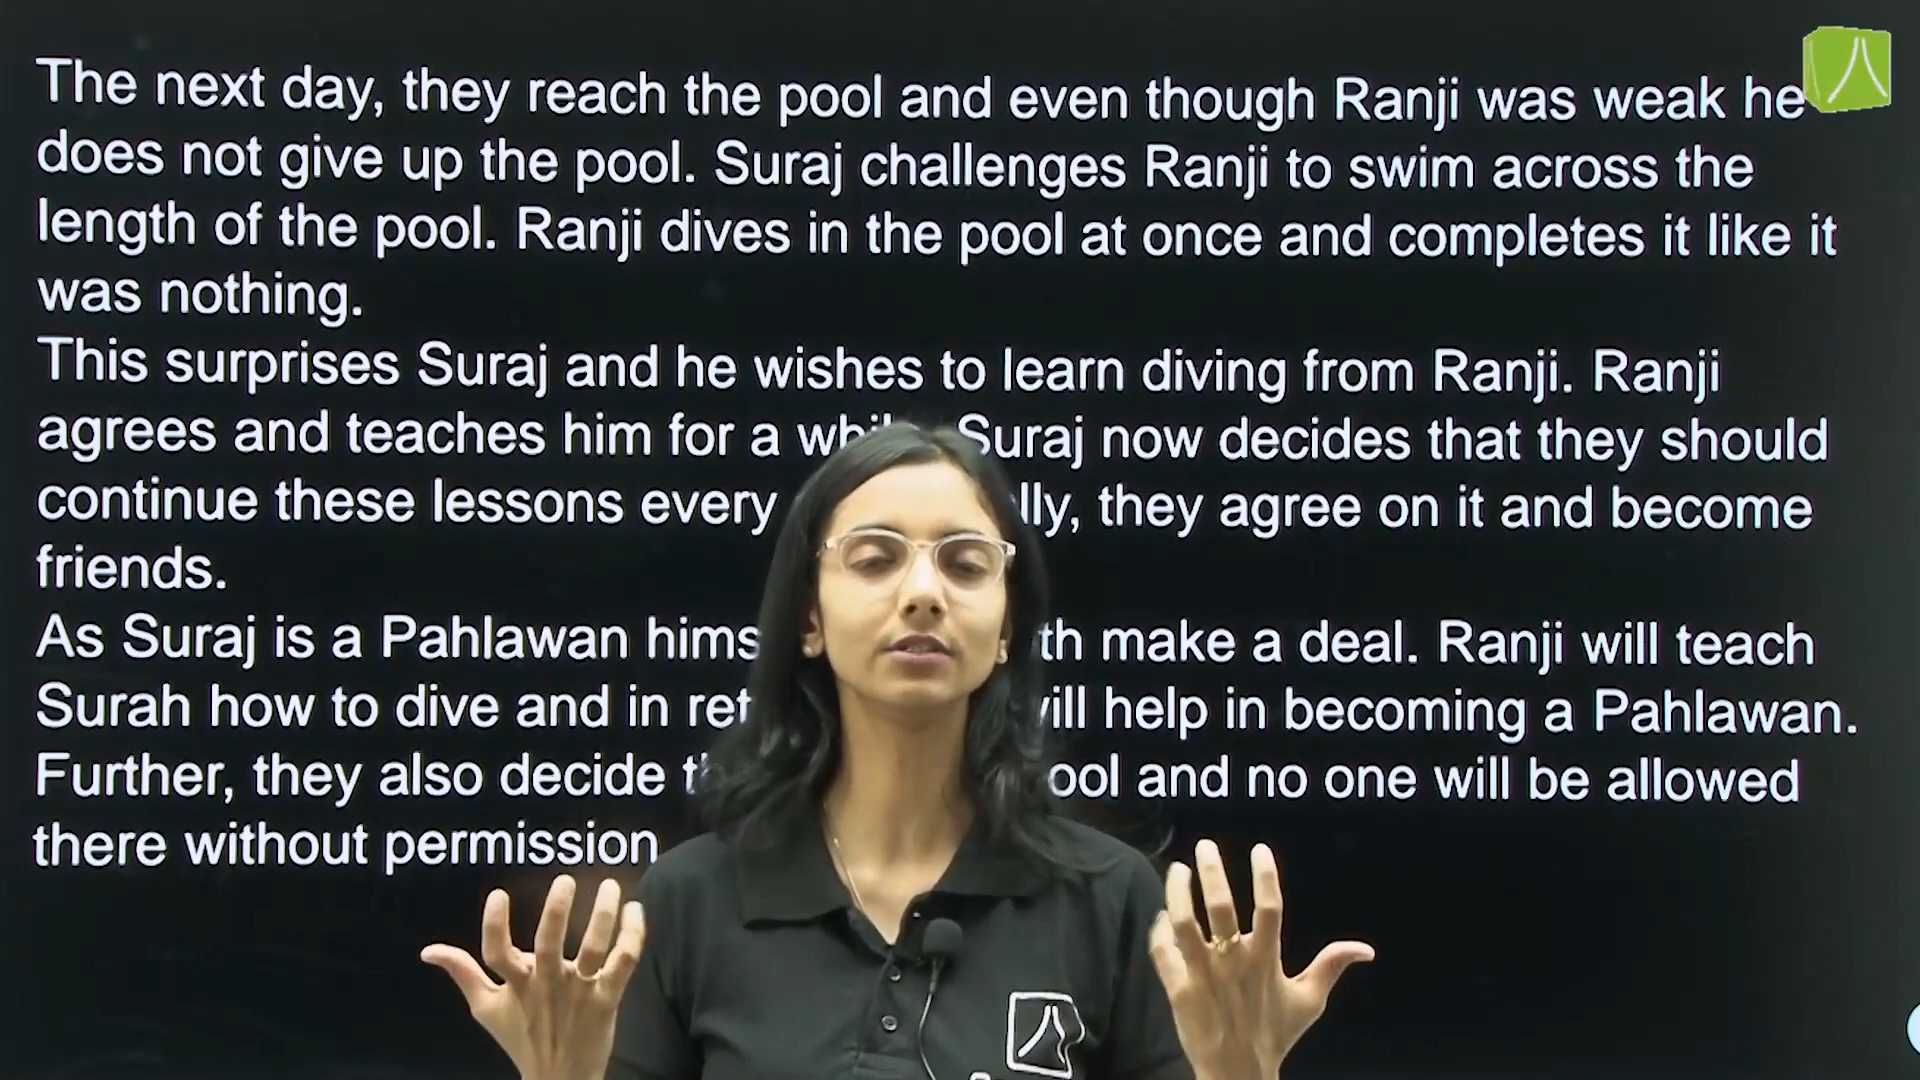 The next day, they reach the pool and even though Ranji was weak he
does not give up the pool. Suraj challenges Ranji to swim across the
length of the pool. Ranji dives in the pool at once and completes it like it
was nothing.
This surprises Suraj and he wishes to learn diving from Ranji. Ranji
agrees and teaches him for a Suraj now decides that they should
continue these lessons every they agree on it and become
friends.
As Suraj is a Pahlawan make a deal. Ranji will teach
Surah how to dive and in help in becoming a Pahlawan.
Further, they also decide and no one will be allowed
there without permission